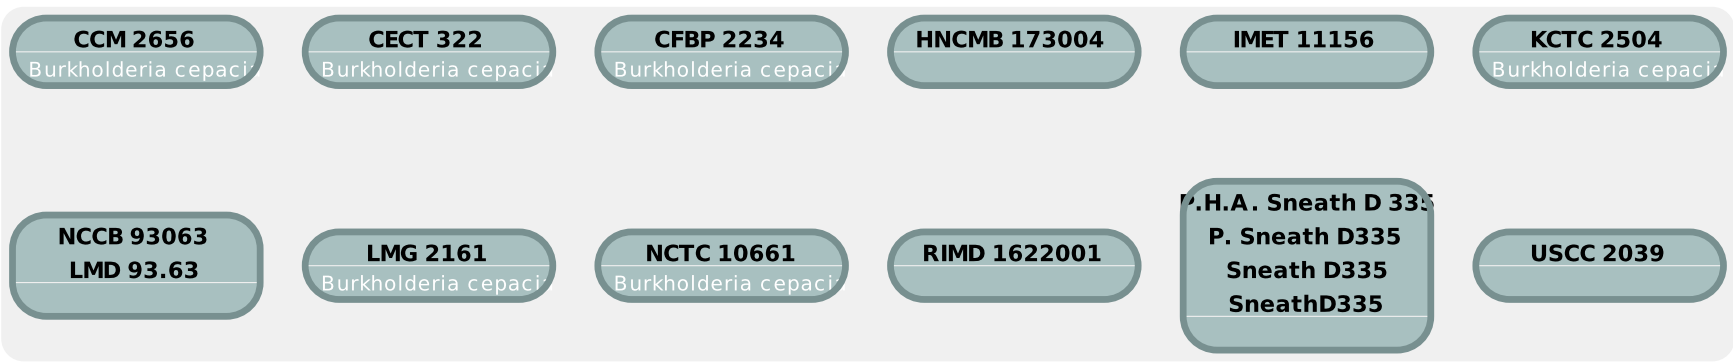 CCM 2656
Burkholderia cepaci
CECT 322
Burkholderia cepaci
CFBP 2234
Burkholderia cepaci
HNCMB 173004
IMET 11156
KCTC 2504
Burkholderia cepaci
NCCB 93063
LMD 93.63
LMG 2161
Burkholderia cepaci
NCTC 10661
Burkholderia cepaci
RIMD 1622001
P.H.A. Sneath D 335
P. Sneath D335
Sneath D335
SneathD335
USCC 2039